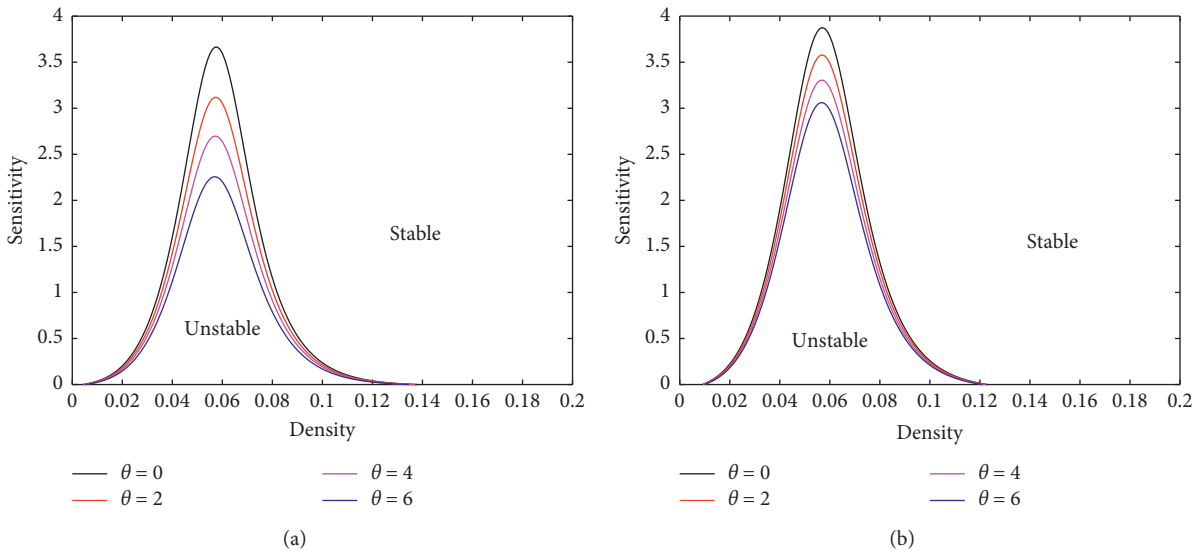 4
3.5
3
2.5
2
1.5
1
0.5
0
Sensitivity
Stable
Unstable
0 0.02 0.04 0.06 0.08 0.1 0.12 0.14 0.16 0.18 0.2
Density
θ = 0
θ = 2
θ = 4
θ = 6
(a)
4
3.5
3
2.5
2
1.5
1
0.5
0
Sensitivity
Stable
Unstable
0 0.02 0.04 0.06 0.08 0.1 0.12 0.14 0.16 0.18 0.2
Density
θ = 0
θ = 2
θ = 4
θ = 6
(b)